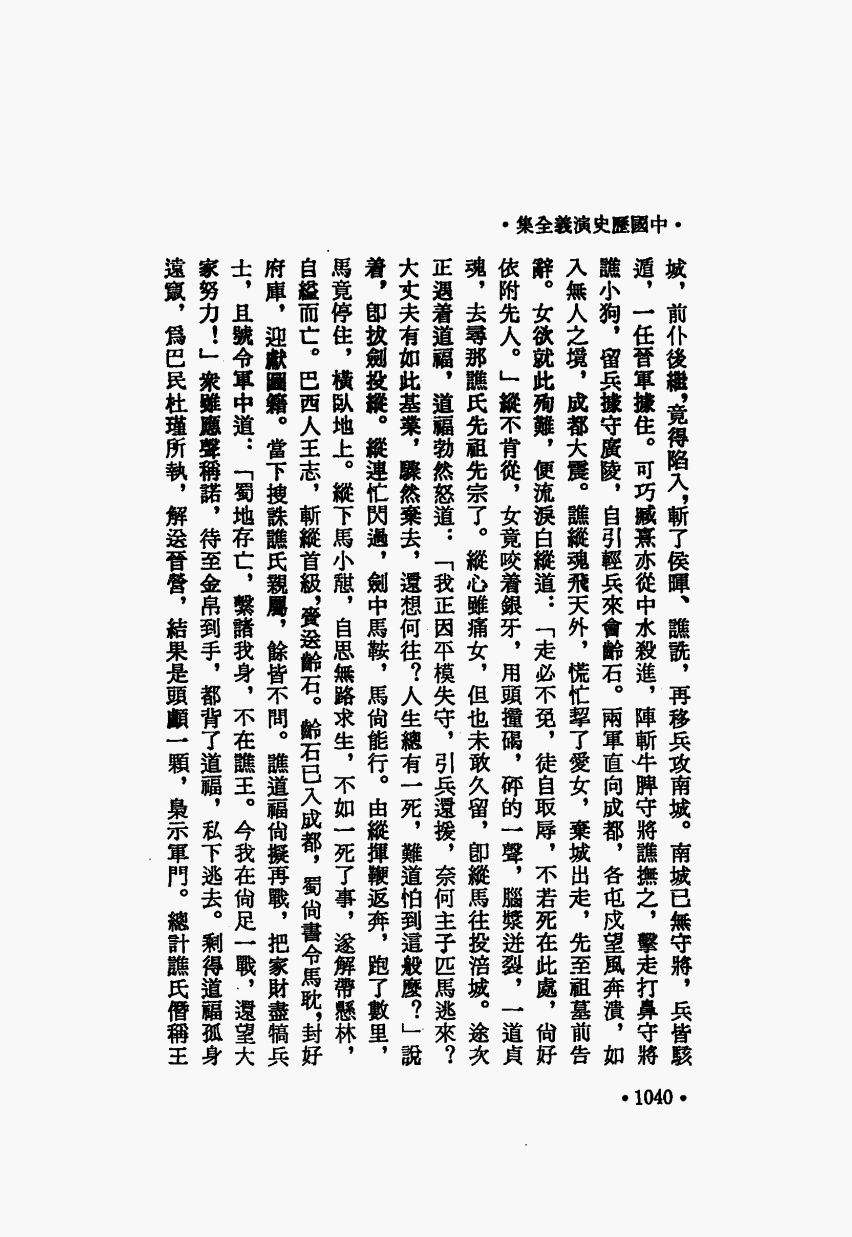 •中國歷史演義全集•
城，前仆後繼，竟得陷入，斬了侯暉、譙詵，再移兵攻南城。南城已無守將，兵皆駭
遁，一任晉軍據住。可巧臧熹亦從中水殺進，陣斬牛脾守將譙撫之，擊走打鼻守將
譙小狗，留兵據守廣陵，自引輕兵來會齡石。兩軍直向成都，各屯戍望風奔潰，如
入無人之境，成都大震。譙縱魂飛天外，慌忙挈了愛女，棄城出走，先至祖墓前告
辭。女欲就此殉難，便流淚白縱道：「走必不免，徒自取辱，不若死在此處，尙好
依附先人。」縱不肯從，女竟咬着銀牙，用頭撞碣，砰的一聲，腦漿迸裂，一道貞
魂，去尋那譙氏先祖先宗了。縱心雖痛女，但也未敢久留，卽縱馬往投涪城。途次
正遇着道福，道福勃然怒道：「我正因平模失守，引兵還援，奈何主子匹馬逃來？
大丈夫有如此基業，驟然棄去，還想何往？人生總有一死，難道怕到這般麼？」說
着，卽拔劍投縱。縱連忙閃過，劍中馬鞍，馬尙能行。由縱揮鞭返奔，跑了數里，
馬竟停住，橫臥地上。縱下馬小憇，自思無路求生，不如一死了事，遂解帶懸林，
自縊而亡。巴西人王志，斬縱首級，賫送齡石。齡石已入成都，蜀尙書令馬耽，封好
府庫，迎獻圖籍。當下搜誅譙氏親屬，餘皆不問。譙道福尙擬再戰，把家財盡犒兵
士，且號令軍中道：「蜀地存亡，繫諸我身，不在譙王。今我在尙足一戰，還望大
家努力！」衆雖應聲稱諾，待至金帛到手，都背了道福，私下逃去。剩得道福孤身
遠竄，爲巴民杜瑾所執，解送晉營，結果是頭顱一顆，梟示軍門。總計譙氏僭稱王
•1040•